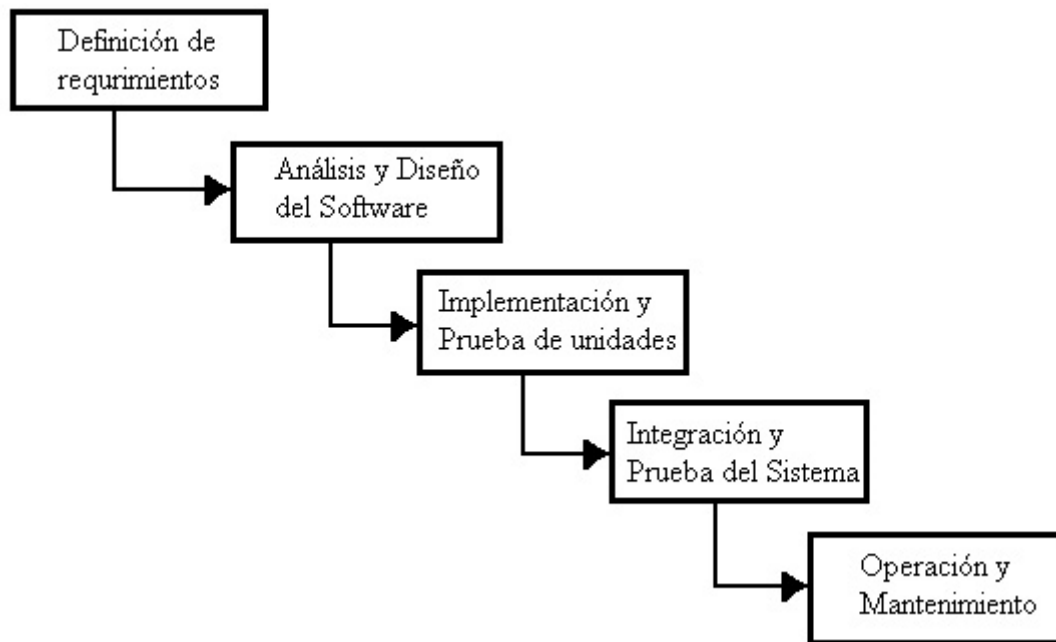 Definición de
requrimientos
Análisis y Diseño
del Software
Implementación y
Prueba de unidades
Integración y
Prueba del Sistema
Operación y
Mantenimiento